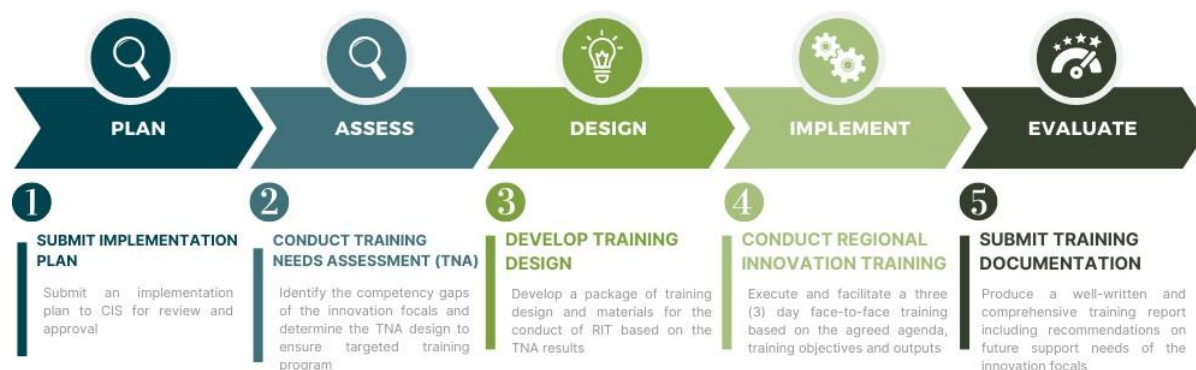 PLAN
ASSESS
DESIGN
IMPLEMENT
EVALUATE
1
SUBMIT IMPLEMENTATION
PLAN
Submit an implementation
plan to CIS for review and
approval
2
CONDUCT TRAINING
NEEDS ASSESSMENT (TNA)
Identify the competency gaps
of the innovation focals and
determine the TNA design to
ensure targeted training
program
3
DEVELOP TRAINING
DESIGN
Develop a package of training
design and materials for the
conduct of RIT based on the
TNA results
4
CONDUCT REGIONAL
INNOVATION TRAINING
Execute and facilitate a three
(3) day face-to-face training
based on the agreed agenda,
training objectives and outputs
5
SUBMIT TRAINING
DOCUMENTATION
Produce a well-written and
comprehensive training report
including recommendations on
future support needs of the
innovation focals